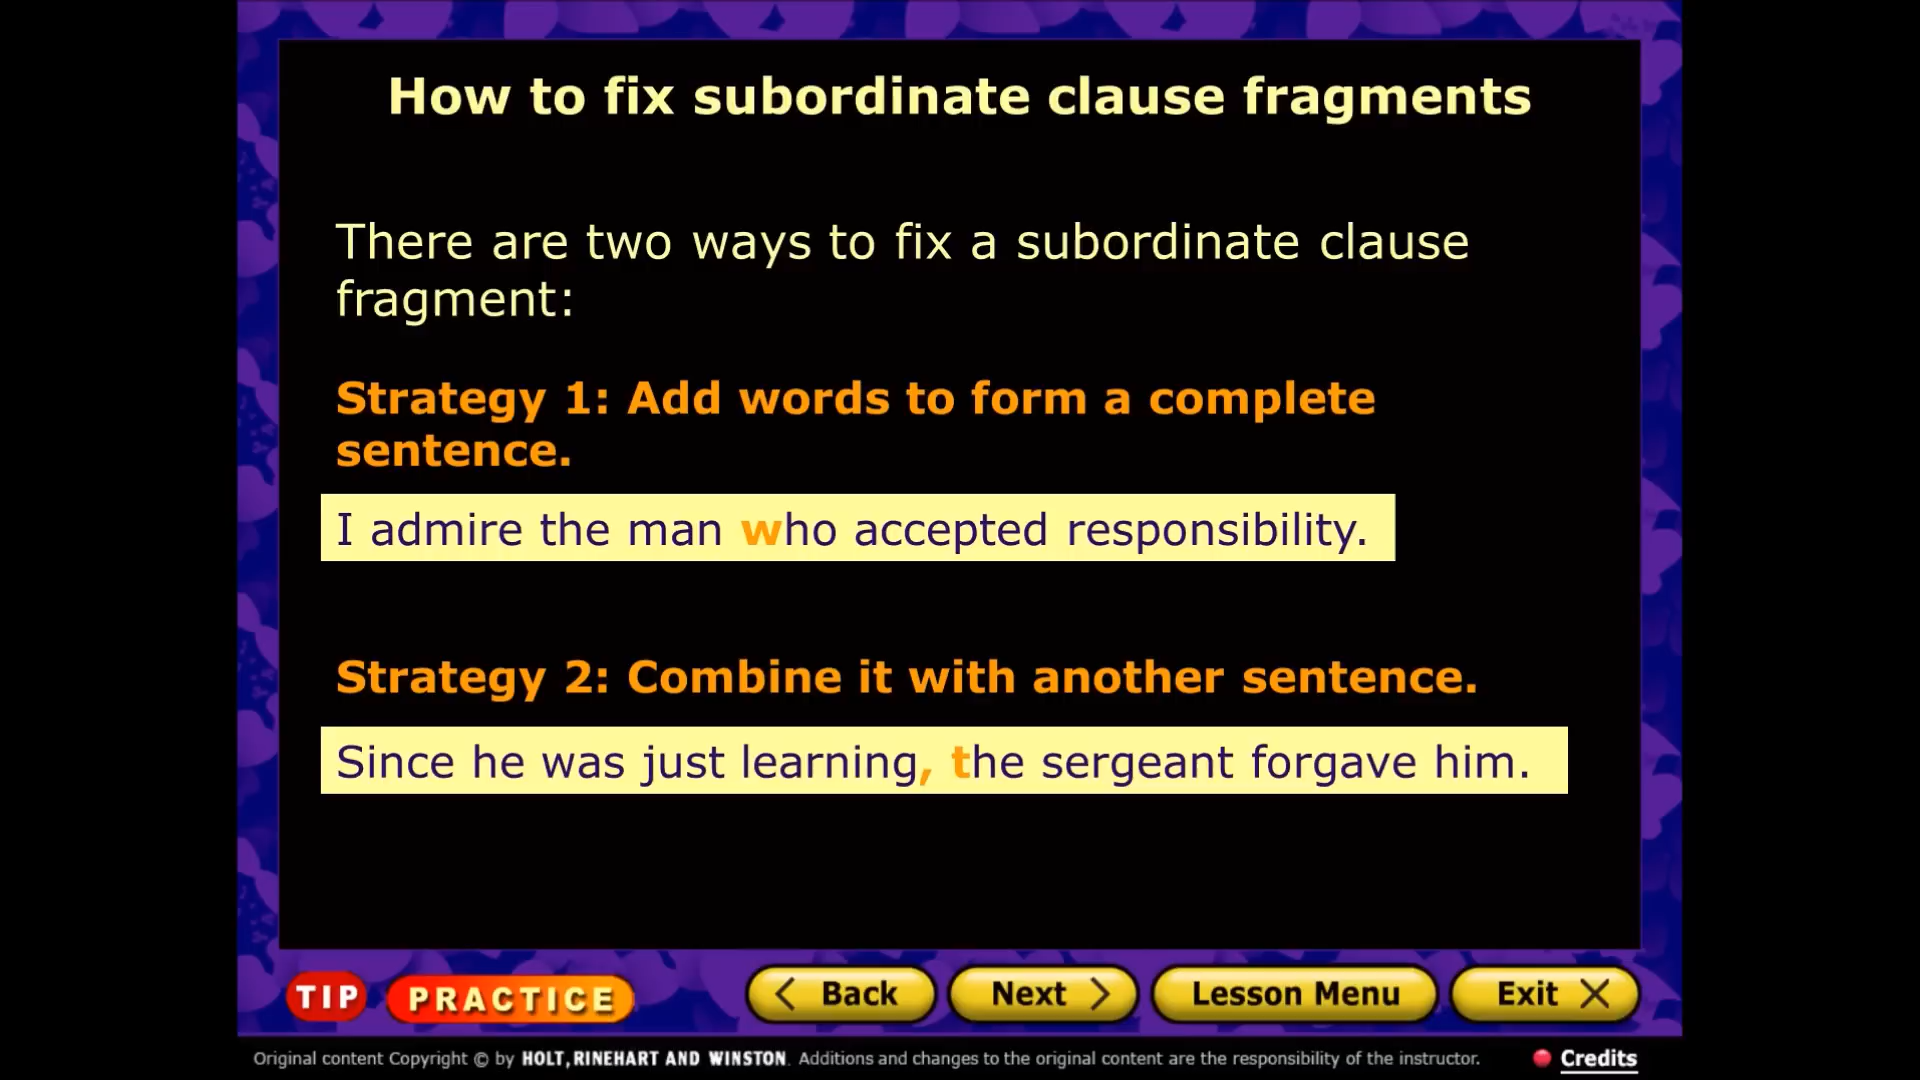 How to fix subordinate clause fragments
There are two ways to fix a subordinate clause
fragment:
Strategy 1: Add words to form a complete
sentence.
I admire the man who accepted responsibility.
Strategy 2: Combine it with another sentence.
Since he was just learning, the sergeant forgave him.
TIP PRACTICE Back Next Lesson Menu Exit
Original content Copyright © by HOLT, RINEHART AND WINSTON. Additions and changes to the original content are the responsibility of the instructor. Credits